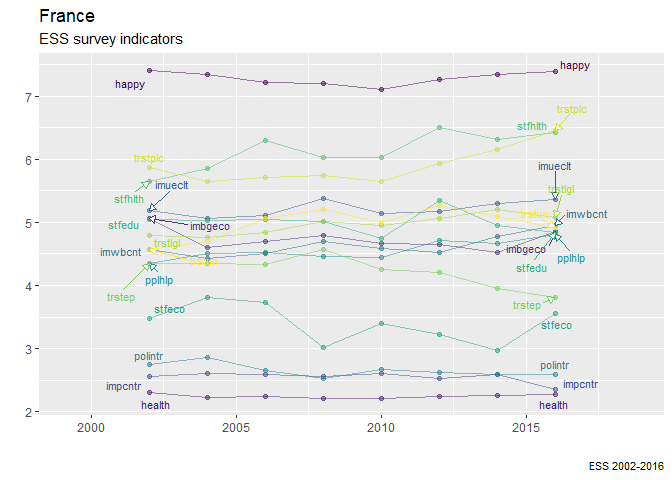 France
ESS survey indicators
happy
happy
7
trstplc
stfhlth
trstplc
6
imueclt
imueclt
stfhlth
trstlgl
imwbcnt
stfedu
imbgeco
5
trstlgl
imwbcnt
imbgeco
pplhlp
stfedu
pplhlp
trstep
trstep
4
stfeco
stfeco
3
polintr
polintr
impcntr
impcntr
health
health
2
2000
2005
2010
2015
ESS 2002-2016